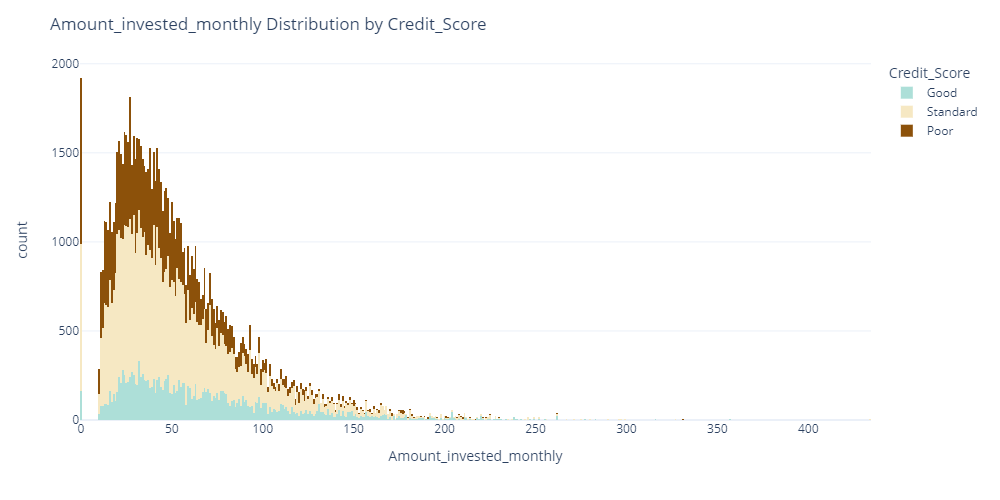 Amount_invested_monthly Distribution by Credit_Score
2000
1500
1000
500
0
count
0 50 100 150 200 250 300 350 400
Amount_invested_monthly
Credit_Score
Good
Standard
Poor